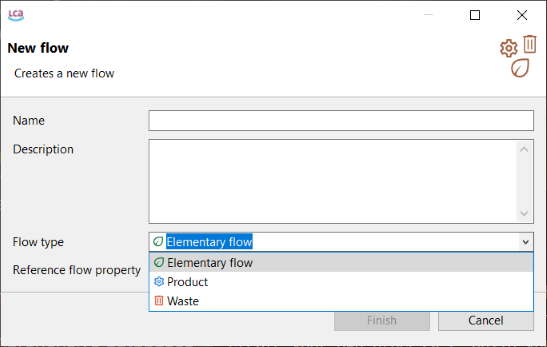 LCA
New flow
Creates a new flow
Name
Description
Flow type
Elementary flow
Elementary flow
Product
Waste
Reference flow property
Finish
Cancel